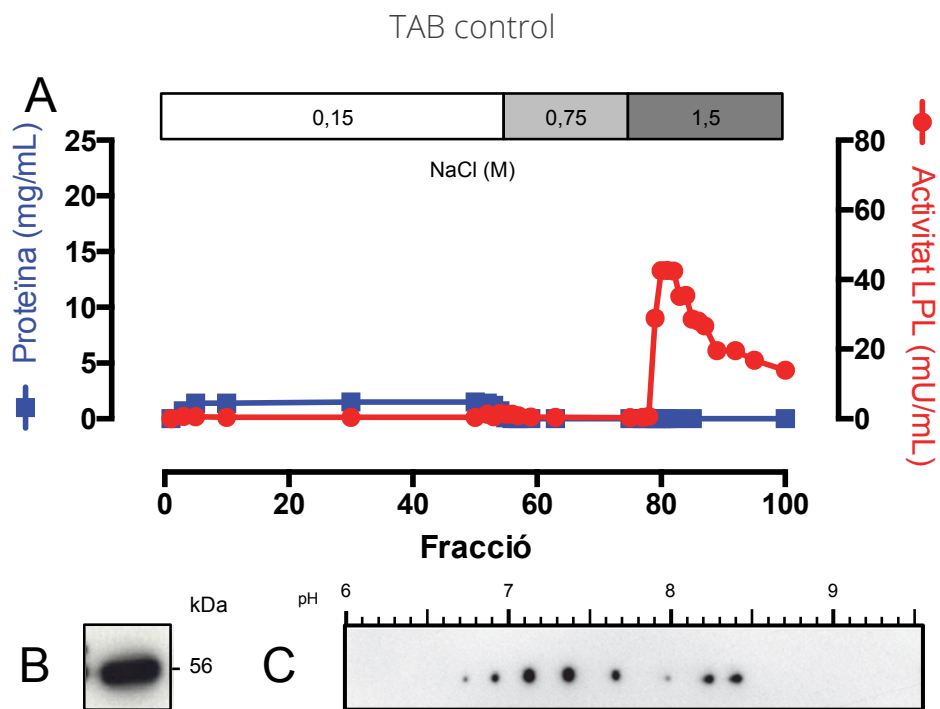 TAB control
A
0,15 0,75 1,5
NaCl (M)
Proteïna (mg/mL)
25
20
15
10
5
0
80
60
40
20
0
Activitat LPL (mU/mL)
0 20 40 60 80 100
Fracció
B
kDa
56
C
pH 6 7 8 9